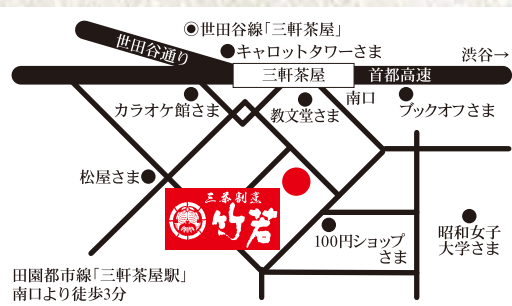 ◉世田谷線「三軒茶屋」
世田谷通り
●キャロットタワーさま
渋谷→
三軒茶屋
首都高速
南口
カラオケ館さま
教文堂さま
ブックオフさま
松屋さま
三茶割烹
竹若
100円ショップ
さま
昭和女子
大学さま
田園都市線「三軒茶屋駅」
南口より徒歩3分